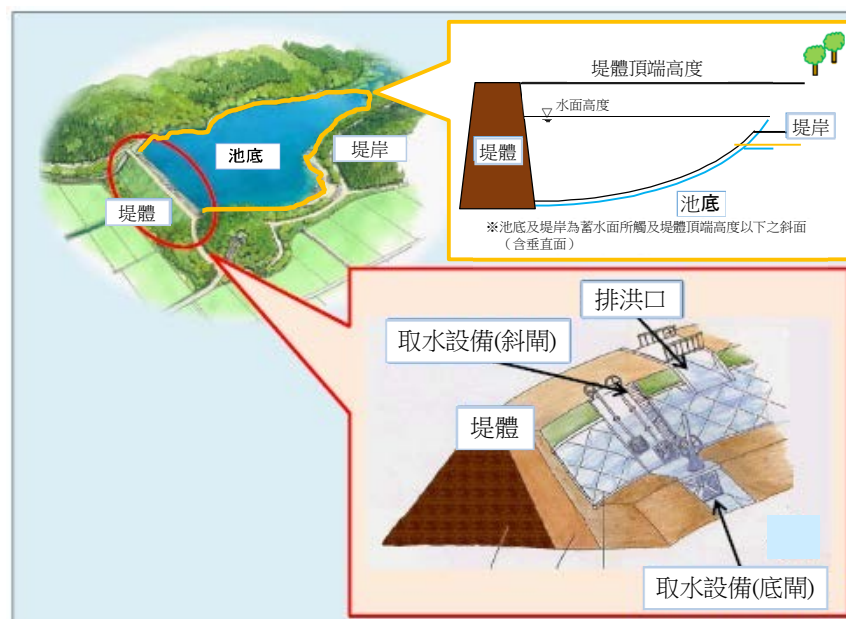 池底
堤岸
堤體
堤體頂端高度
水面高度
堤體
堤岸
池底
※池底及堤岸為蓄水面所觸及堤體頂端高度以下之斜面
（含垂直面）
排洪口
取水設備(斜閘)
堤體
取水設備(底閘)